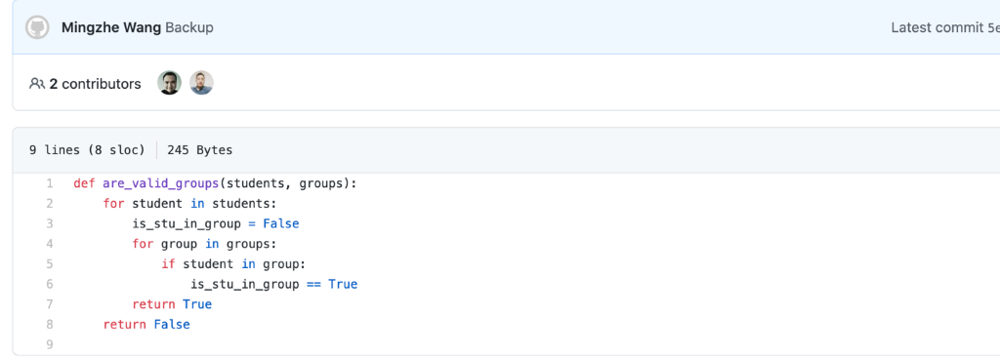 Mingzhe Wang Backup Latest commit 5e
2 contributors
9 lines (8 sloc) 245 Bytes
1 def are_valid_groups(students, groups):
2     for student in students:
3         is_stu_in_group = False
4         for group in groups:
5             if student in group:
6                 is_stu_in_group == True
7         return True
8     return False
9